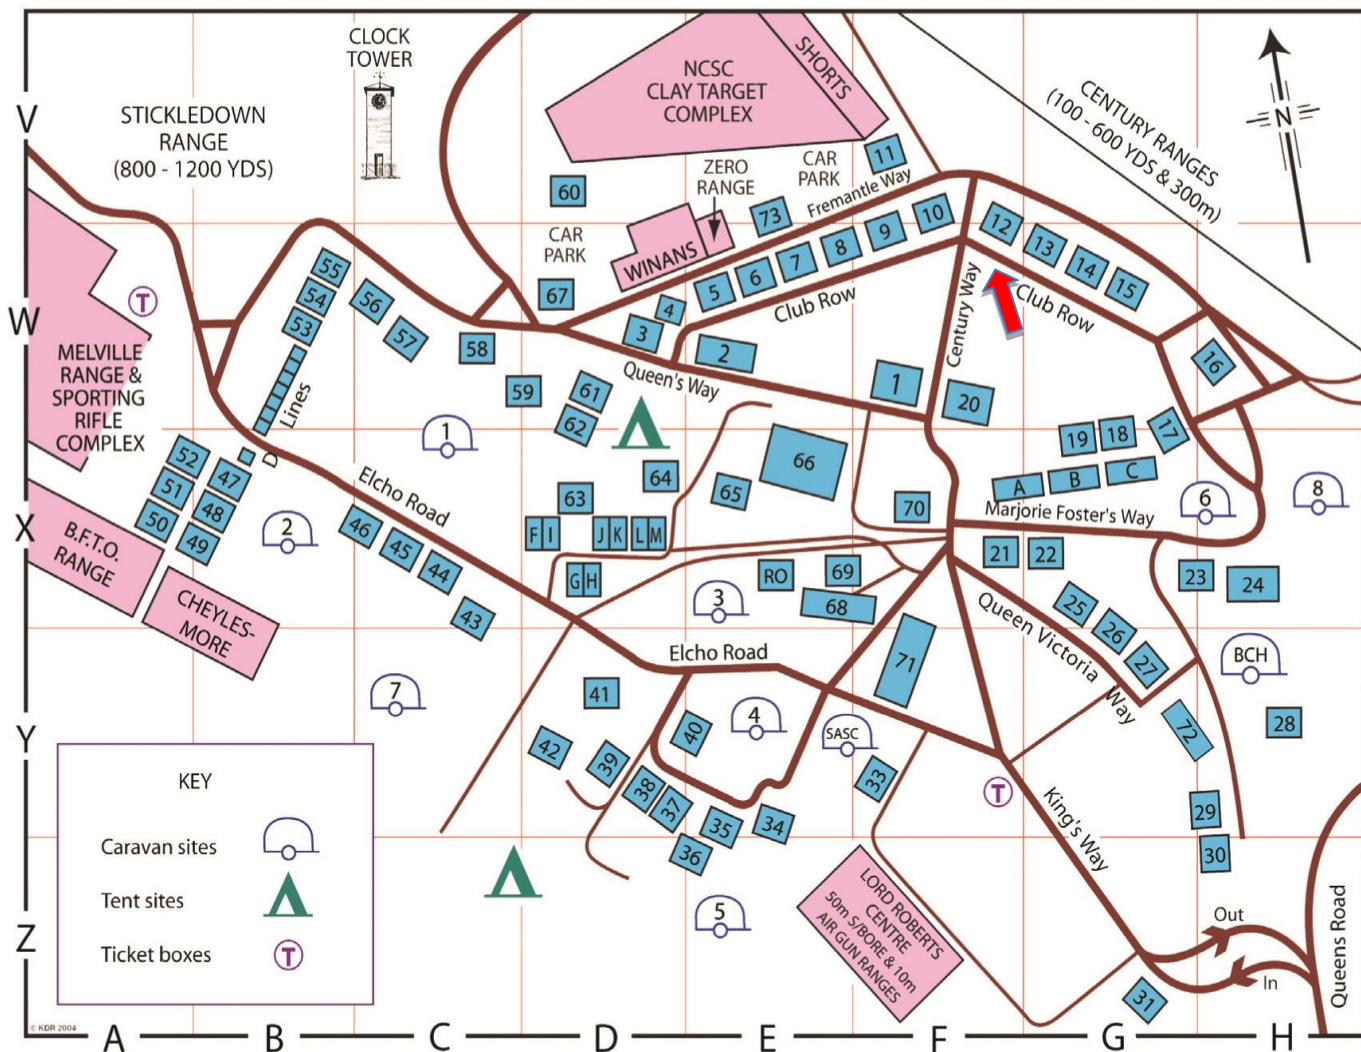 CLOCK
TOWER
STICKLEDOWN
RANGE
(800 - 1200 YDS)
NCSC
CLAY TARGET
COMPLEX
SHORTS
CENTURY RANGES
(100 - 600 YDS & 300m)
N
V
60
CAR
PARK
WINANS
ZERO
RANGE
73
CAR
PARK
11
Fremantle Way
67
4
3
5
6
7
8
9
10
Club Row
2
Queen's Way
1
Century Way
20
12
13
14
15
Club Row
16
W
T
MELVILLE
RANGE &
SPORTING
RIFLE
COMPLEX
55
54
53
56
57
58
59
61
62
D
Lines
1
52
51
50
47
48
49
X
B.F.T.O.
RANGE
CHEYLES-
MORE
2
Elcho Road
46
45
44
43
63
64
65
66
F I
J K
L M
G H
3
RO
69
68
70
19
18
17
A
B
C
Marjorie Foster's Way
6
8
21
22
23
24
25
26
27
Queen Victoria Way
BCH
28
72
29
30
7
Elcho Road
41
42
39
38
37
40
4
35
36
34
5
SASC
33
71
T
King's Way
LORD ROBERTS
CENTRE
50m S/BORE & 10m
AIR GUN RANGES
Out
In
31
Queens Road
Y
Z
KEY
Caravan sites
Tent sites
Ticket boxes
T
© KDR 2004
A B C D E F G H